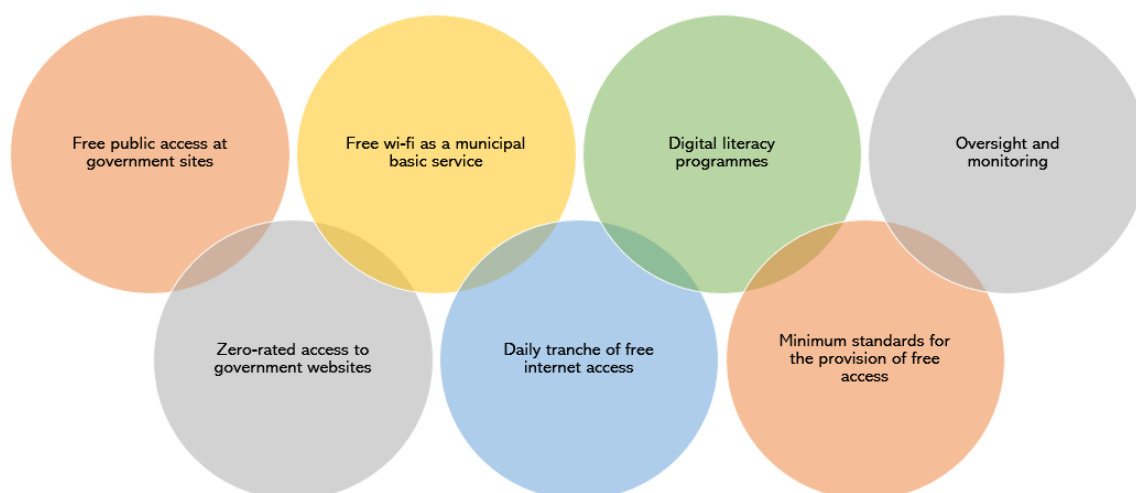 Free public access at
government sites
Free wi-fi as a municipal
basic service
Digital literacy
programmes
Oversight and
monitoring
Zero-rated access to
government websites
Daily tranche of free
internet access
Minimum standards for
the provision of free
access